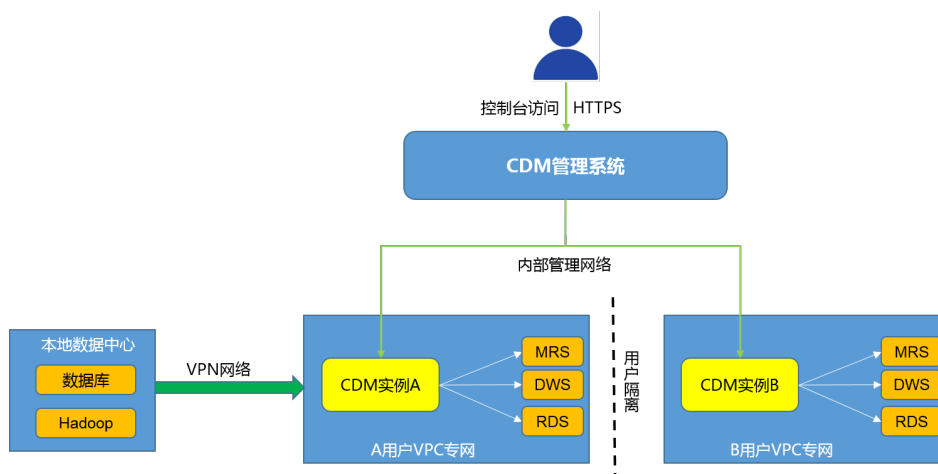 控制台访问 HTTPS
CDM管理系统
内部管理网络
本地数据中心
数据库
Hadoop
VPN网络
CDM实例A
MRS
DWS
RDS
A用户VPC专网
用户隔离
CDM实例B
MRS
DWS
RDS
B用户VPC专网